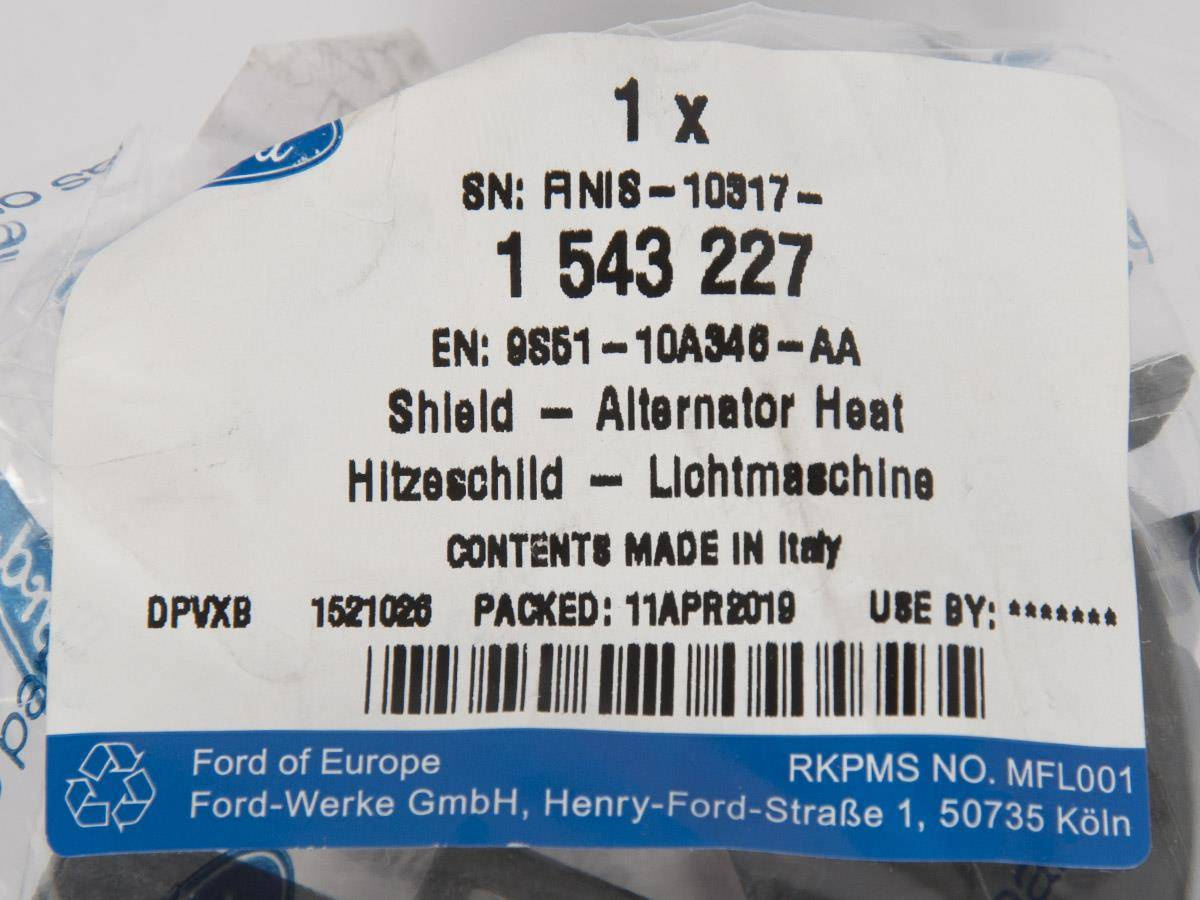 1 x
SN: FINIS-10317-
1 543 227
EN: 9S51-10A346-AA
Shield - Alternator Heat
Hitzeschild - Lichtmaschine
CONTENTS MADE IN Italy
DPVXB 1521026 PACKED: 11APR2019 USE BY: *******
Ford of Europe RKPMS NO. MFL001
Ford-Werke GmbH, Henry-Ford-Straße 1, 50735 Köln